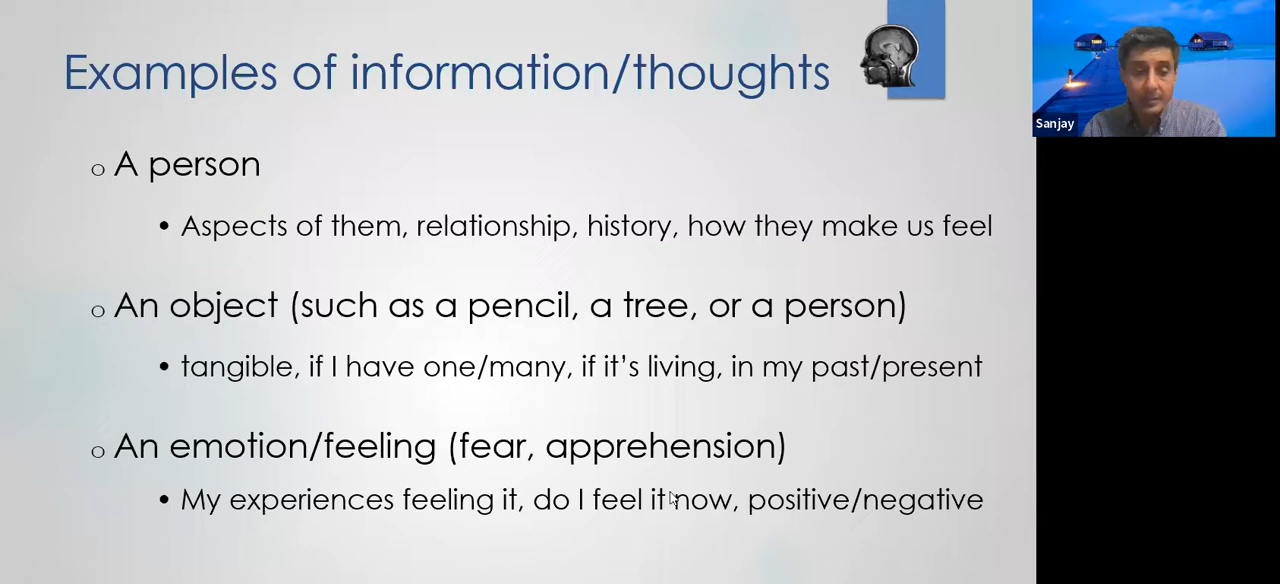 Examples of information/thoughts
Sanjay
o A person
• Aspects of them, relationship, history, how they make us feel
o An object (such as a pencil, a tree, or a person)
• tangible, if I have one/many, if it's living, in my past/present
o An emotion/feeling (fear, apprehension)
• My experiences feeling it, do I feel it now, positive/negative